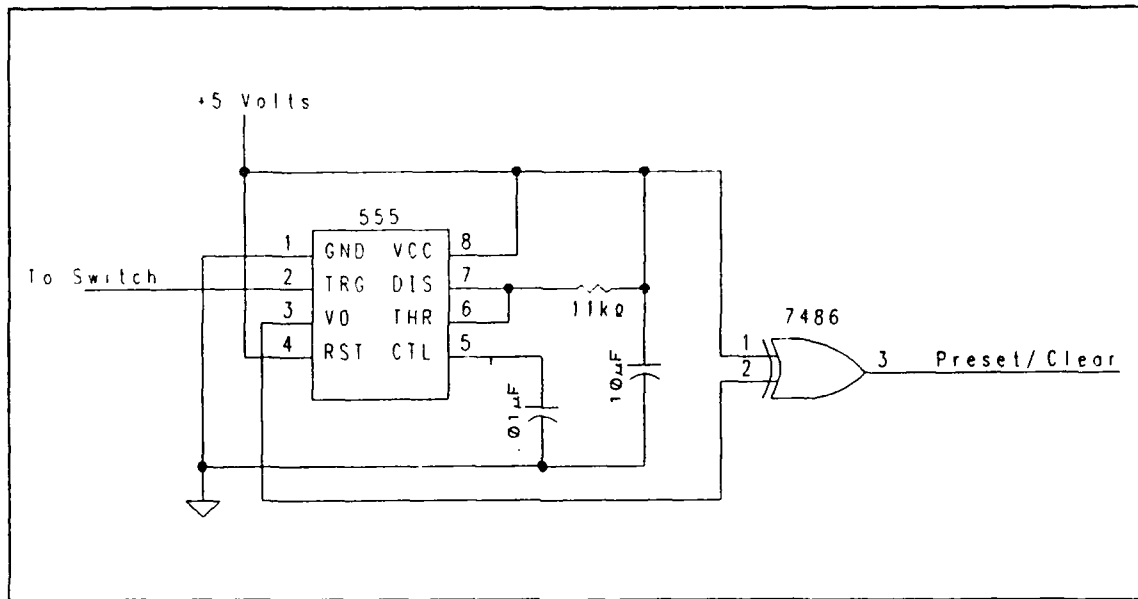 +5 Volts
555
1 GND VCC 8
To Switch
2 TRG DIS 7
3 VO THR 6
4 RST CTL 5
11kΩ
.01µF
10µF
7486
1
2
3 Preset/Clear